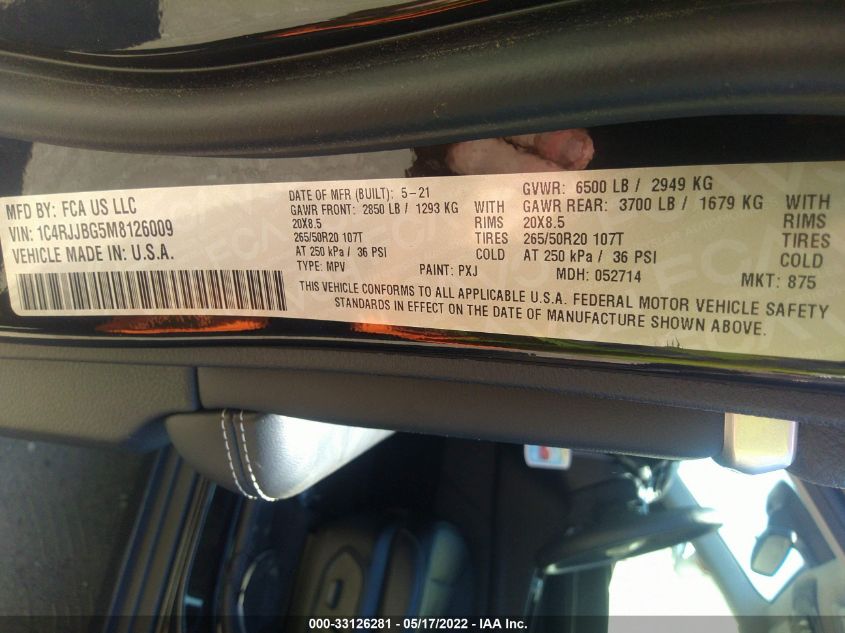 MFD BY: FCA US LLC
VIN: 1C4RJJBG5M8126009
VEHICLE MADE IN: U.S.A.
DATE OF MFR (BUILT): 5-21
GAWR FRONT: 2850 LB / 1293 KG WITH
20X8.5 RIMS
265/50R20 107T TIRES
AT 250 kPa / 36 PSI COLD
TYPE: MPV PAINT: PXJ
GVWR: 6500 LB / 2949 KG
GAWR REAR: 3700 LB / 1679 KG WITH
20X8.5 RIMS
265/50R20 107T TIRES
AT 250 kPa / 36 PSI COLD
MDH: 052714 MKT: 875
THIS VEHICLE CONFORMS TO ALL APPLICABLE U.S.A. FEDERAL MOTOR VEHICLE SAFETY
STANDARDS IN EFFECT ON THE DATE OF MANUFACTURE SHOWN ABOVE.
000-33126281 - 05/17/2022 - IAA Inc.